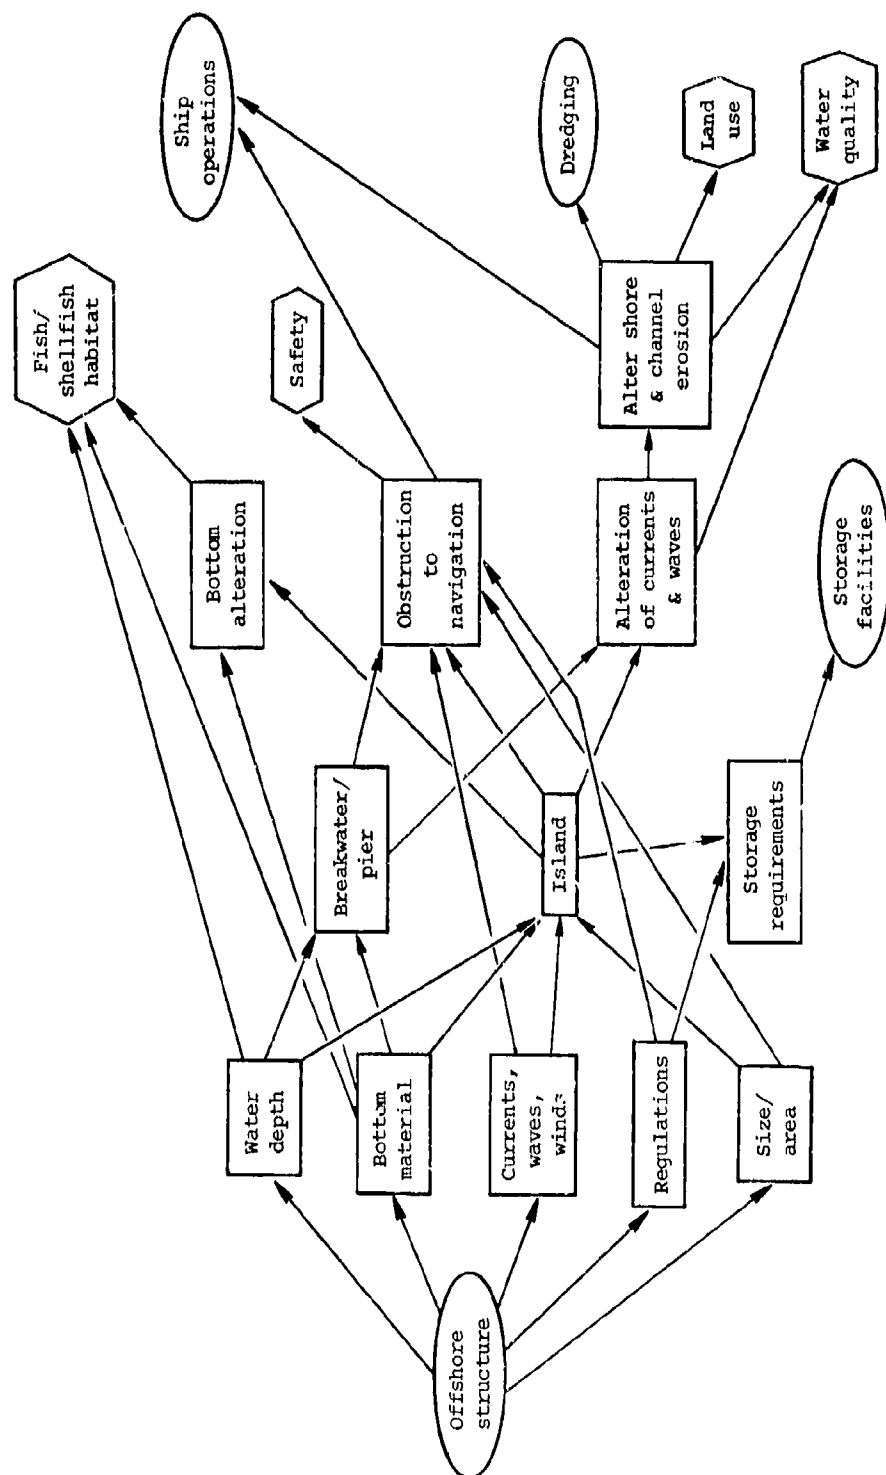 Offshore
structure
Water
depth
Bottom
material
Currents,
waves,
winds
Regulations
Size/
area
Breakwater/
pier
Island
Storage
requirements
Bottom
alteration
Obstruction
to
navigation
Alteration
of currents
& waves
Storage
facilities
Fish/
shellfish
habitat
Safety
Alter shore
& channel
erosion
Ship
operations
Dredging
Land
use
Water
quality